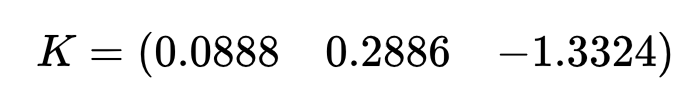 K = (0.0888 0.2886 −1.3324)